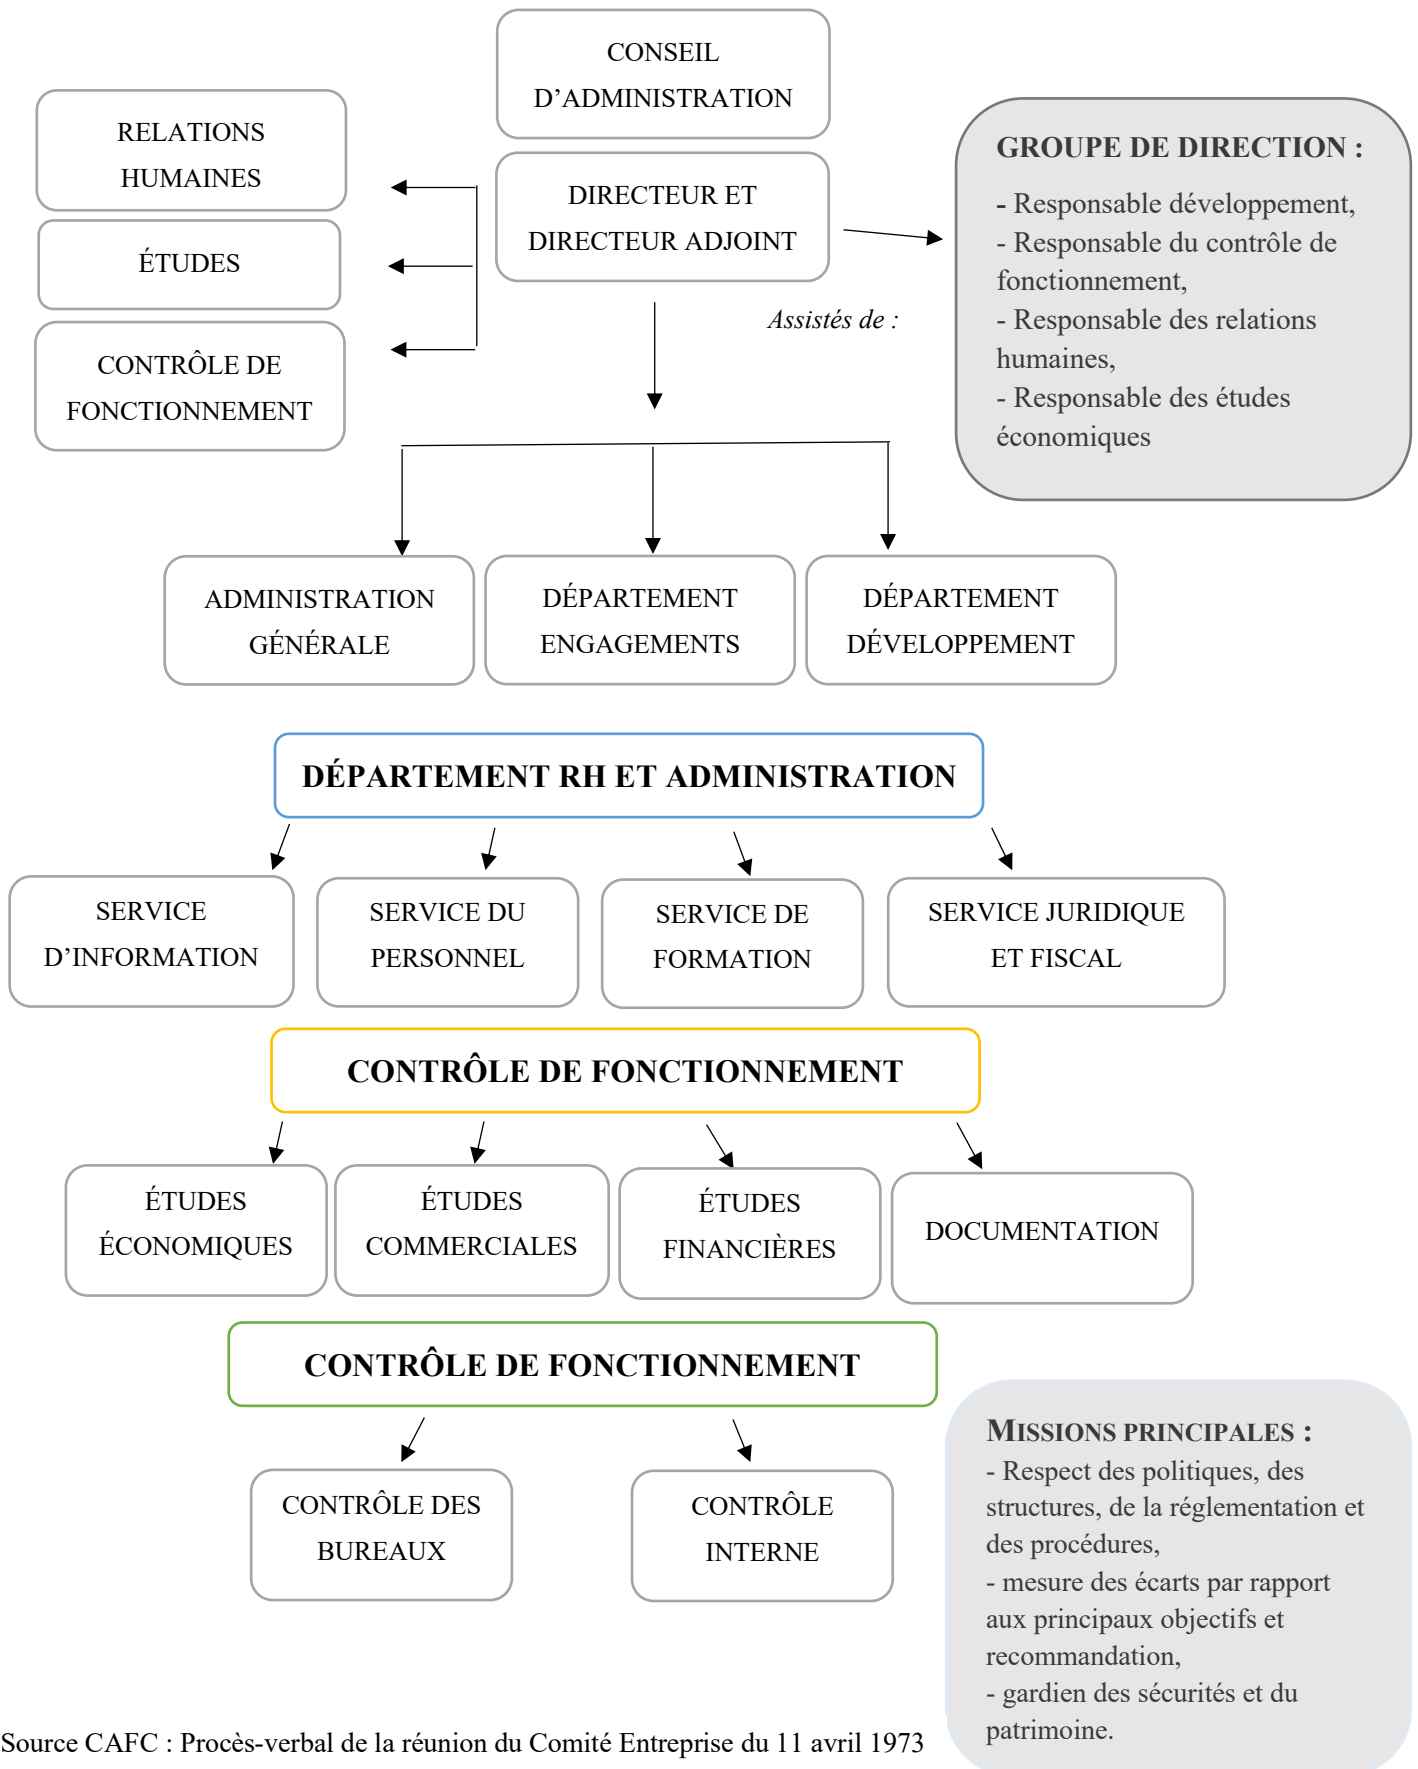 CONSEIL
D’ADMINISTRATION
RELATIONS
HUMAINES
ÉTUDES
CONTRÔLE DE
FONCTIONNEMENT
DIRECTEUR ET
DIRECTEUR ADJOINT
Assistés de :
GROUPE DE DIRECTION :
- Responsable développement,
- Responsable du contrôle de
fonctionnement,
- Responsable des relations
humaines,
- Responsable des études
économiques
ADMINISTRATION
GÉNÉRALE
DÉPARTEMENT
ENGAGEMENTS
DÉPARTEMENT
DÉVELOPPEMENT
DÉPARTEMENT RH ET ADMINISTRATION
SERVICE
D’INFORMATION
SERVICE DU
PERSONNEL
SERVICE DE
FORMATION
SERVICE JURIDIQUE
ET FISCAL
CONTRÔLE DE FONCTIONNEMENT
ÉTUDES
ÉCONOMIQUES
ÉTUDES
COMMERCIALES
ÉTUDES
FINANCIÈRES
DOCUMENTATION
CONTRÔLE DE FONCTIONNEMENT
CONTRÔLE DES
BUREAUX
CONTRÔLE
INTERNE
MISSIONS PRINCIPALES :
- Respect des politiques, des
structures, de la réglementation et
des procédures,
- mesure des écarts par rapport
aux principaux objectifs et
recommandation,
- gardien des sécurités et du
patrimoine.
Source CAFC : Procès-verbal de la réunion du Comité Entreprise du 11 avril 1973